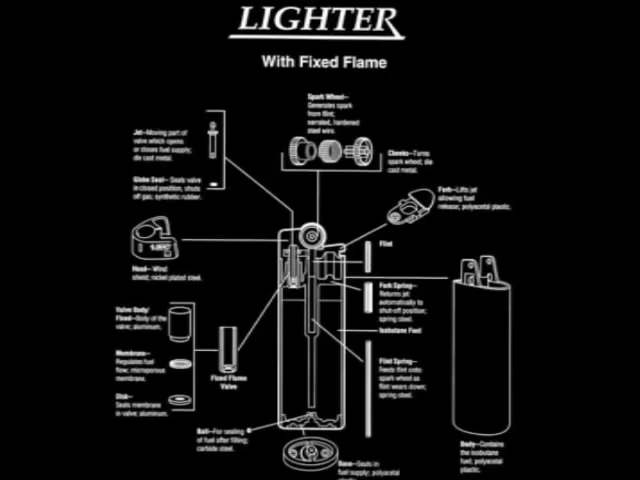 LIGHTER
With Fixed Flame
Spark Wheel—
Generates spark
from flint;
serrated, hardened
steel wire.
Jet—Moving part of
valve which opens
or closes fuel supply;
die cast metal.
Globe Seal—Seals valve
in closed position, shuts
off gas; synthetic rubber.
Cheeks—Turns
spark wheel; die
cast metal.
Fork—Lifts jet
allowing fuel
release; polyacetal plastic.
Head—Wind
shield; nickel plated steel.
Flint
Fork Spring—
Returns jet
automatically to
shut-off position;
spring steel.
Isobutane Fuel
Valve Body/
Fixed—Body of the
valve; aluminum.
Membrane—
Regulates fuel
flow; microporous
membrane.
Disk—
Seals membrane
in valve; aluminum.
Fixed Flame
Valve
Flint Spring—
Feeds flint onto
spark wheel as
flint wears down;
spring steel.
Ball—For sealing
of fuel after filling;
carbide steel.
Base—Seals in
fuel supply; polyacetal
Body—Contains
the isobutane
fuel; polyacetal
plastic.